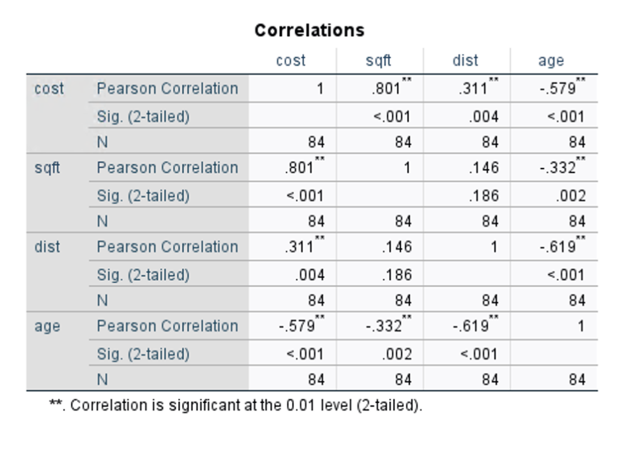 Correlations
cost sqft dist age
cost Pearson Correlation 1 .801** .311** -.579**
Sig. (2-tailed) <.001 .004 <.001
N 84 84 84 84
sqft Pearson Correlation .801** 1 .146 -.332**
Sig. (2-tailed) <.001 .186 .002
N 84 84 84 84
dist Pearson Correlation .311** .146 1 -.619**
Sig. (2-tailed) .004 .186 <.001
N 84 84 84 84
age Pearson Correlation -.579** -.332** -.619** 1
Sig. (2-tailed) <.001 .002 <.001
N 84 84 84 84
**. Correlation is significant at the 0.01 level (2-tailed).